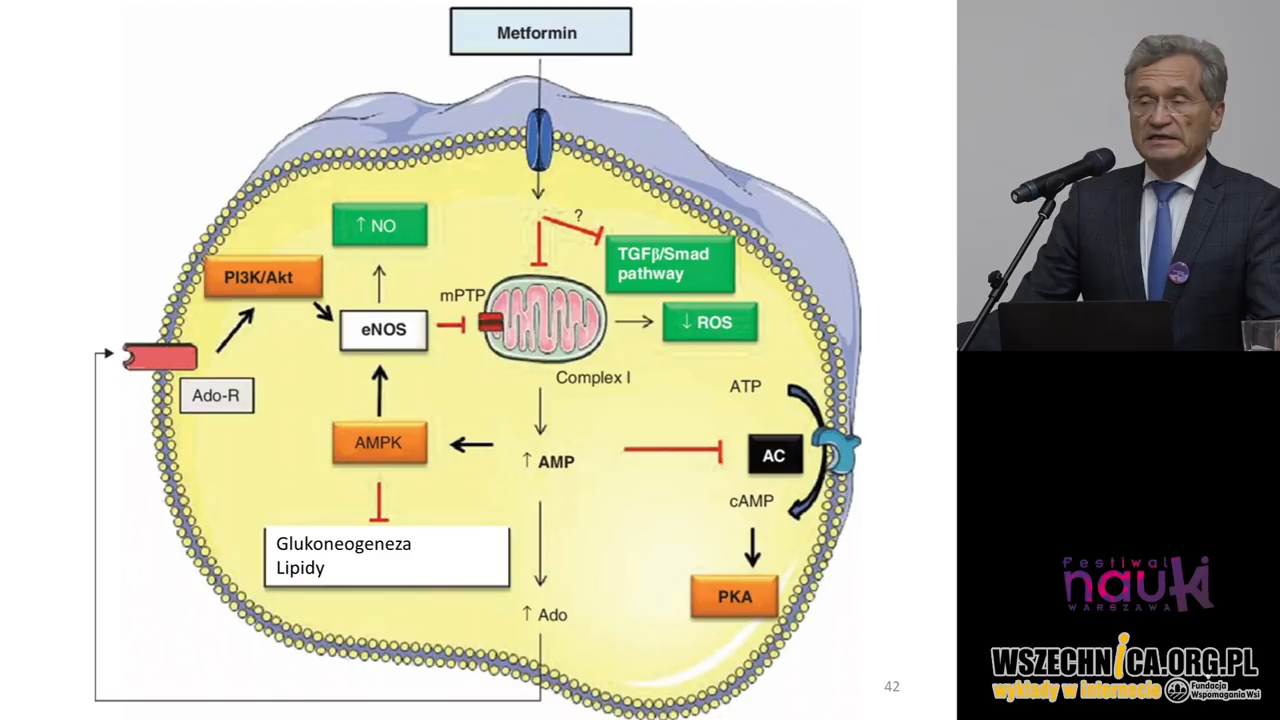 Metformin
?
↑ NO
TGFβ/Smad
pathway
PI3K/Akt
mPTP
eNOS
↓ ROS
Complex I
ATP
Ado-R
AMPK
↑ AMP
AC
cAMP
Glukoneogeneza
Lipidy
PKA
↑ Ado
42
Festiwal
nauki
WARSZAWA
WSZECHNICA.ORG.PL
wykłady w internecie
Fundacja
Wspomagania Wsi